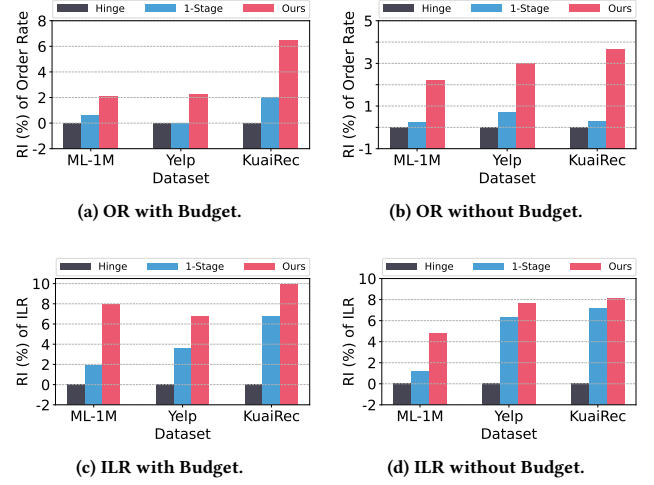 Hinge 1-Stage Ours
RI (%) of Order Rate
8
6
4
2
0
-2
ML-1M Yelp KuaiRec
Dataset
(a) OR with Budget.
Hinge 1-Stage Ours
RI (%) of Order Rate
5
3
1
-1
ML-1M Yelp KuaiRec
Dataset
(b) OR without Budget.
Hinge 1-Stage Ours
RI (%) of ILR
10
8
6
4
2
0
-2
ML-1M Yelp KuaiRec
Dataset
(c) ILR with Budget.
Hinge 1-Stage Ours
RI (%) of ILR
10
8
6
4
2
0
-2
ML-1M Yelp KuaiRec
Dataset
(d) ILR without Budget.